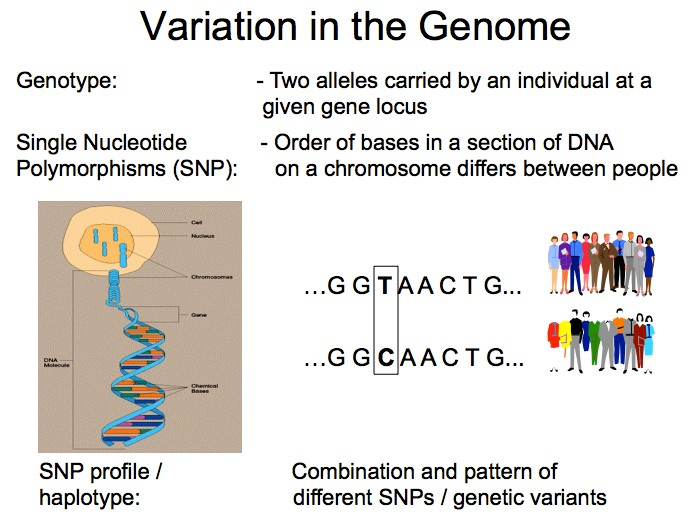 Variation in the Genome
Genotype: - Two alleles carried by an individual at a
given gene locus
Single Nucleotide - Order of bases in a section of DNA
Polymorphisms (SNP): on a chromosome differs between people
Cell
Nucleus
Chromosomes
Gene
DNA
Molecule
Chemical
Bases
...G G T A A C T G...
...G G C A A C T G...
SNP profile / Combination and pattern of
haplotype: different SNPs / genetic variants